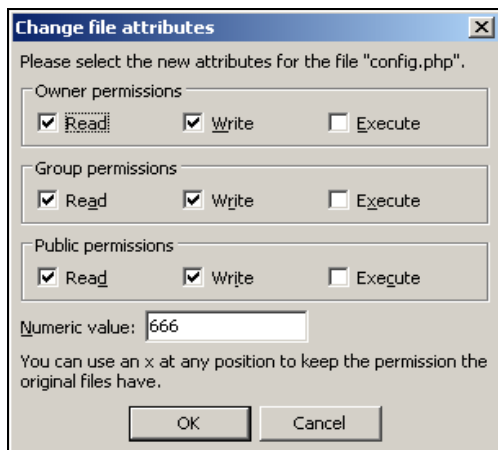 Change file attributes
Please select the new attributes for the file "config.php".
Owner permissions
Read Write Execute
Group permissions
Read Write Execute
Public permissions
Read Write Execute
Numeric value: 666
You can use an x at any position to keep the permission the
original files have.
OK Cancel